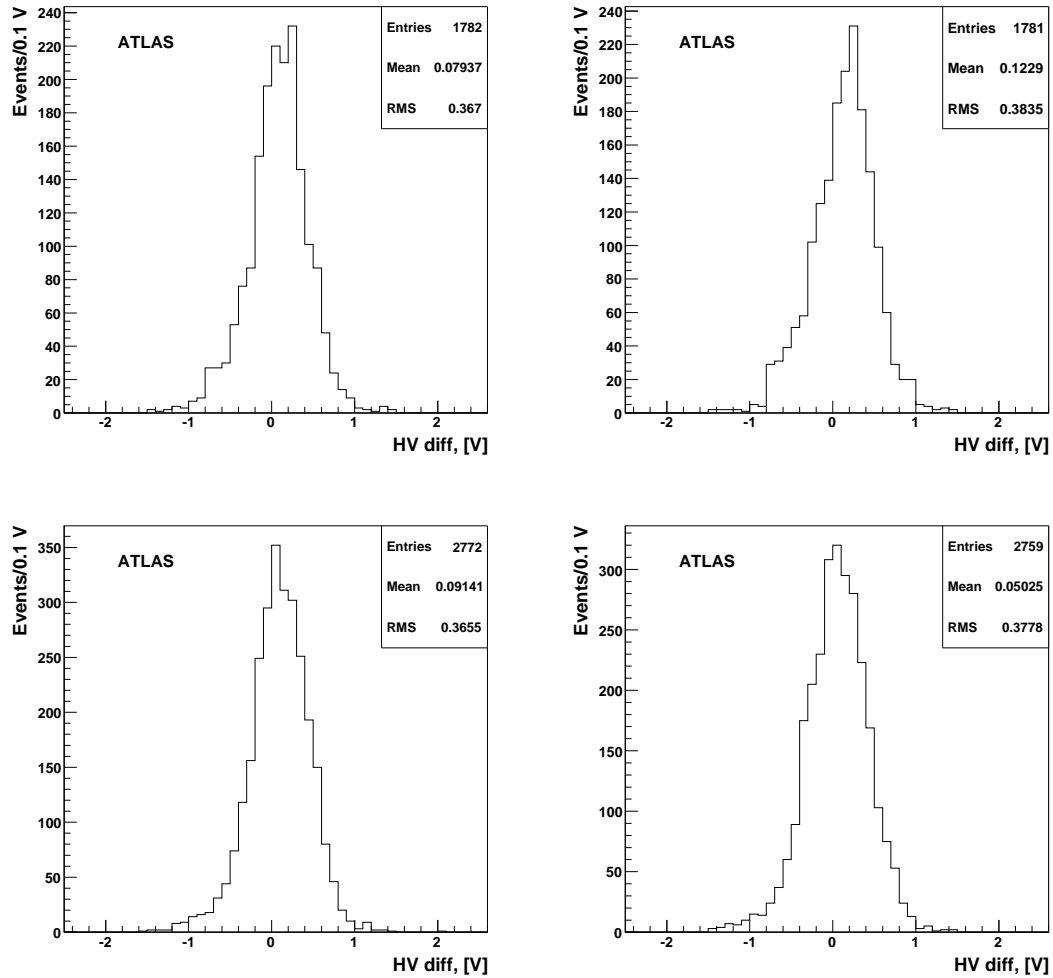 Events/0.1 V
240
220
200
180
160
140
120
100
80
60
40
20
0
ATLAS
Entries 1782
Mean 0.07937
RMS 0.367
-2 -1 0 1 2
HV diff, [V]
Events/0.1 V
240
220
200
180
160
140
120
100
80
60
40
20
0
ATLAS
Entries 1781
Mean 0.1229
RMS 0.3835
-2 -1 0 1 2
HV diff, [V]
Events/0.1 V
350
300
250
200
150
100
50
0
ATLAS
Entries 2772
Mean 0.09141
RMS 0.3655
-2 -1 0 1 2
HV diff, [V]
Events/0.1 V
300
250
200
150
100
50
0
ATLAS
Entries 2759
Mean 0.05025
RMS 0.3778
-2 -1 0 1 2
HV diff, [V]